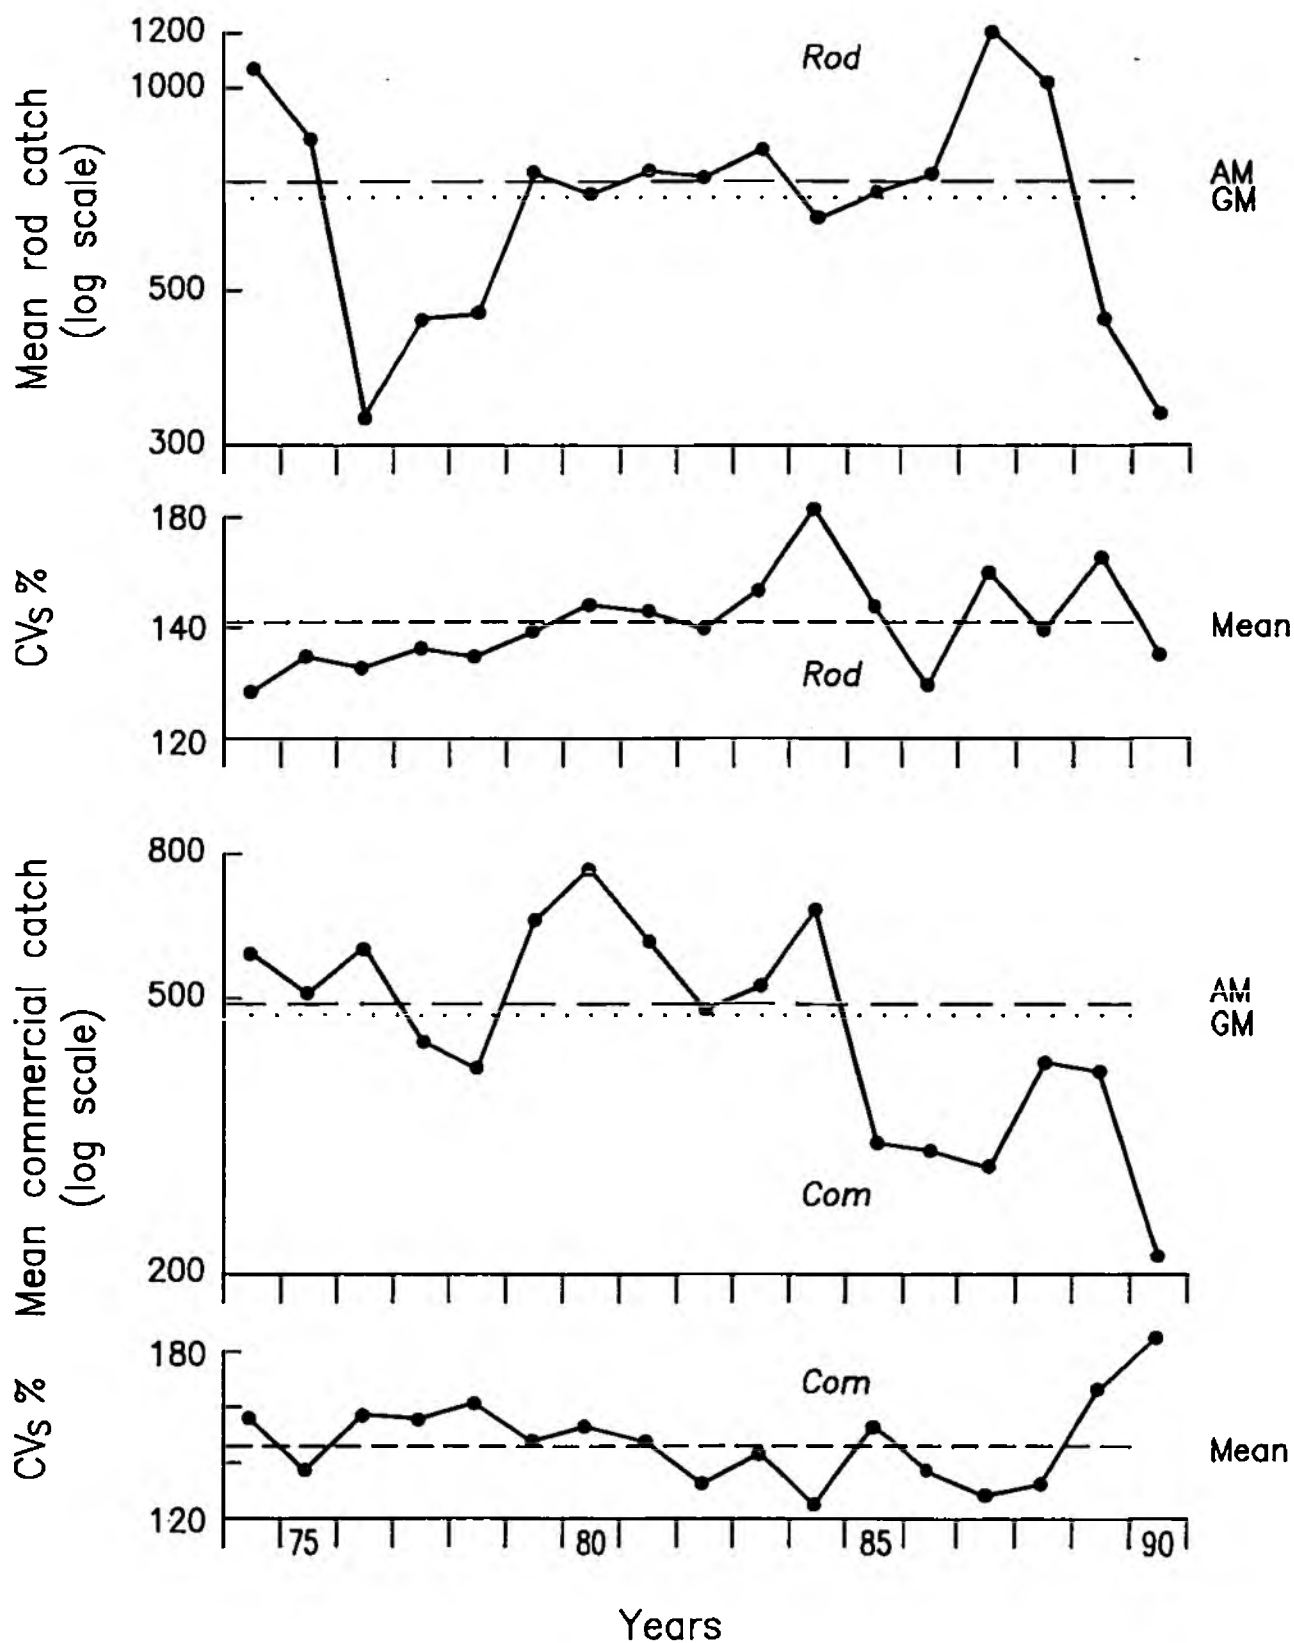 Mean rod catch
(log scale)
1200
1000
500
300
Rod
AM
GM
CVs %
180
140
120
Rod
Mean
Mean commercial catch
(log scale)
800
500
200
Com
AM
GM
CVs %
180
120
Com
Mean
75 80 85 90
Years